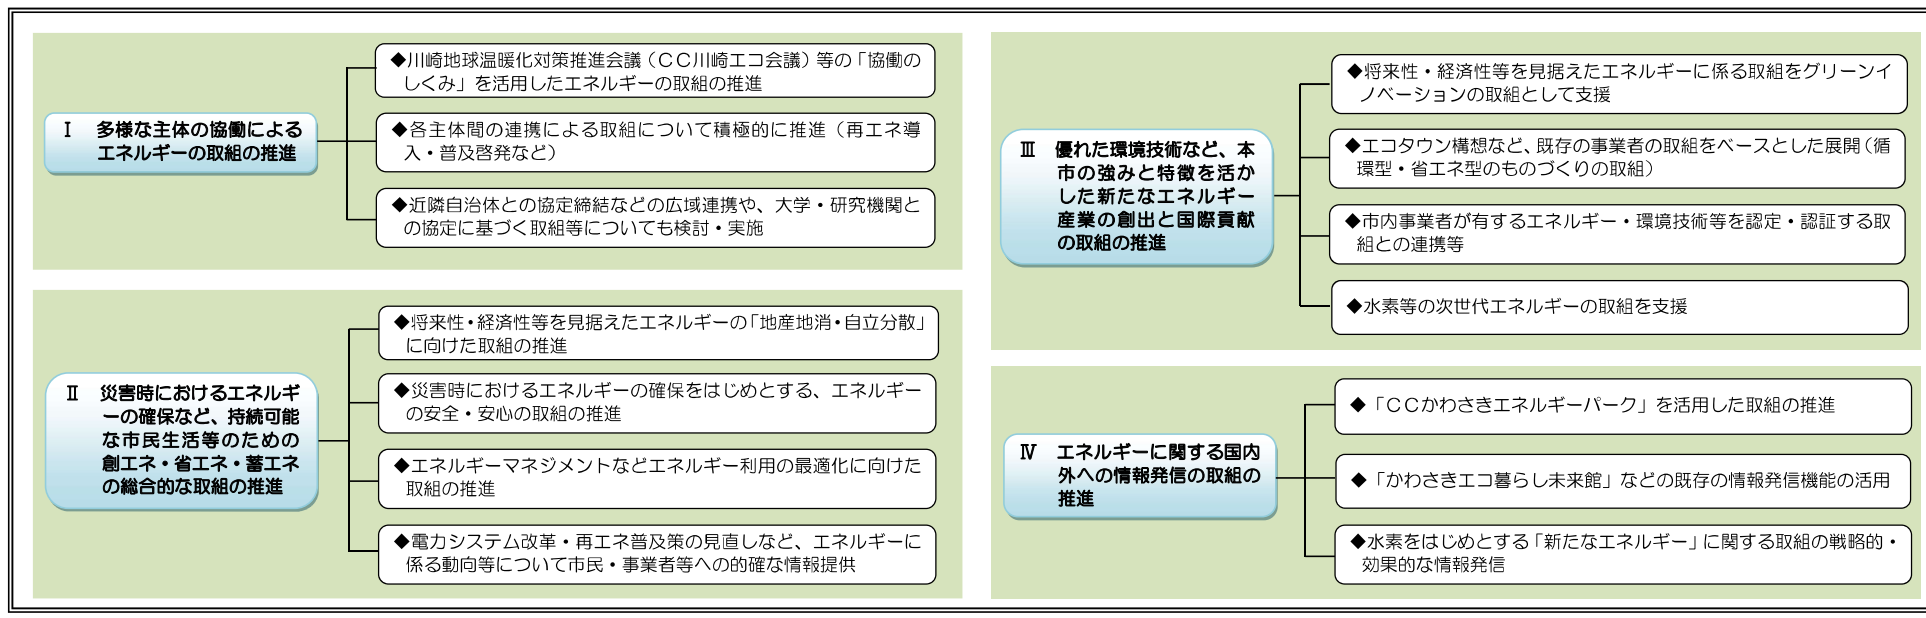 Ⅰ 多様な主体の協働による
エネルギーの取組の推進
◆川崎地球温暖化対策推進会議（ＣＣ川崎エコ会議）等の「協働の
しくみ」を活用したエネルギーの取組の推進
◆各主体間の連携による取組について積極的に推進（再エネ導
入・普及啓発など）
◆近隣自治体との協定締結などの広域連携や、大学・研究機関と
の協定に基づく取組等についても検討・実施
Ⅱ 災害時におけるエネルギ
ーの確保など、持続可能
な市民生活等のための
創エネ・省エネ・蓄エネ
の総合的な取組の推進
◆将来性・経済性等を見据えたエネルギーの「地産地消・自立分散」
に向けた取組の推進
◆災害時におけるエネルギーの確保をはじめとする、エネルギー
の安全・安心の取組の推進
◆エネルギーマネジメントなどエネルギー利用の最適化に向けた
取組の推進
◆電力システム改革・再エネ普及策の見直しなど、エネルギーに
係る動向等について市民・事業者等への的確な情報提供
Ⅲ 優れた環境技術など、本
市の強みと特徴を活か
した新たなエネルギー
産業の創出と国際貢献
の取組の推進
◆将来性・経済性等を見据えたエネルギーに係る取組をグリーンイ
ノベーションの取組として支援
◆エコタウン構想など、既存の事業者の取組をベースとした展開（循
環型・省エネ型のものづくりの取組）
◆市内事業者が有するエネルギー・環境技術等を認定・認証する取
組との連携等
◆水素等の次世代エネルギーの取組を支援
Ⅳ エネルギーに関する国内
外への情報発信の取組の
推進
◆「ＣＣかわさきエネルギーパーク」を活用した取組の推進
◆「かわさきエコ暮らし未来館」などの既存の情報発信機能の活用
◆水素をはじめとする「新たなエネルギー」に関する取組の戦略的・
効果的な情報発信